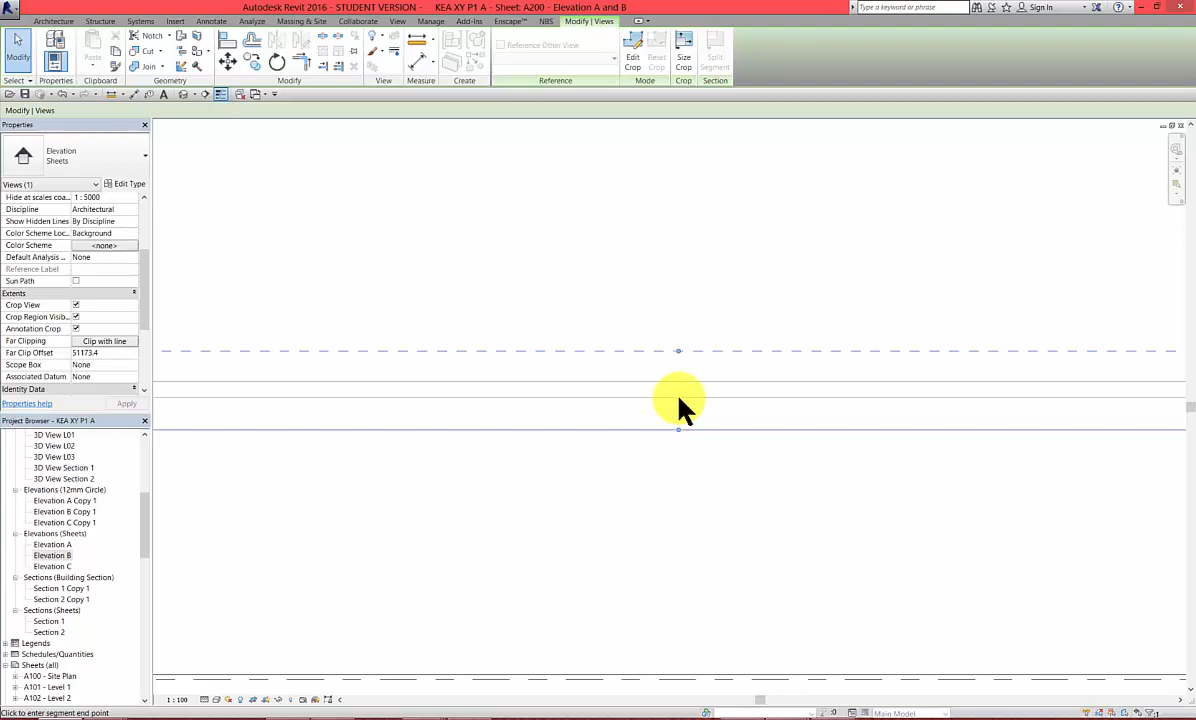 Autodesk Revit 2016 - STUDENT VERSION - KEA XY P1 A - Sheet: A200 - Elevation A and B
Type a keyword or phrase
Sign In
Architecture Structure Systems Insert Annotate Analyze Massing & Site Collaborate View Manage Add-Ins Enscape™ NBS Modify | Views
Modify
Paste
Notch
Cut
Join
Reference Other View
Edit Crop
Reset Crop
Size Crop
Split Segment
Select Properties Clipboard Geometry Modify View Measure Create Reference Mode Crop Section
Modify | Views
Properties
Elevation
Sheets
Views (1) Edit Type
Hide at scales coa... 1 : 5000
Discipline Architectural
Show Hidden Lines By Discipline
Color Scheme Loc... Background
Color Scheme <none>
Default Analysis ... None
Reference Label
Sun Path
Extents
Crop View
Crop Region Visib...
Annotation Crop
Far Clipping Clip with line
Far Clip Offset 51173.4
Scope Box None
Associated Datum None
Identity Data
Properties help Apply
Project Browser - KEA XY P1 A
3D View L01
3D View L02
3D View L03
3D View Section 1
3D View Section 2
Elevations (12mm Circle)
Elevation A Copy 1
Elevation B Copy 1
Elevation C Copy 1
Elevations (Sheets)
Elevation A
Elevation B
Elevation C
Sections (Building Section)
Section 1 Copy 1
Section 2 Copy 1
Sections (Sheets)
Section 1
Section 2
Legends
Schedules/Quantities
Sheets (all)
A100 - Site Plan
A101 - Level 1
A102 - Level 2
1 : 100
Click to enter segment end point
:0
Main Model